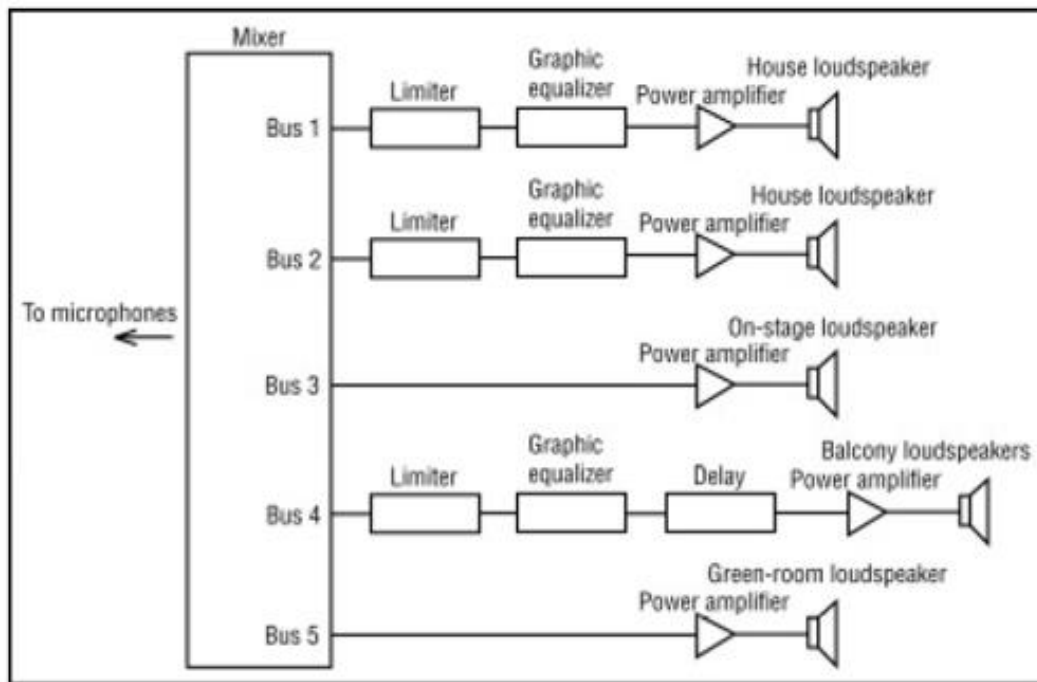 Mixer
Bus 1
Limiter
Graphic
equalizer
Power amplifier
House loudspeaker
Bus 2
Limiter
Graphic
equalizer
Power amplifier
House loudspeaker
To microphones
Bus 3
Power amplifier
On-stage loudspeaker
Bus 4
Limiter
Graphic
equalizer
Delay
Power amplifier
Balcony loudspeakers
Bus 5
Power amplifier
Green-room loudspeaker